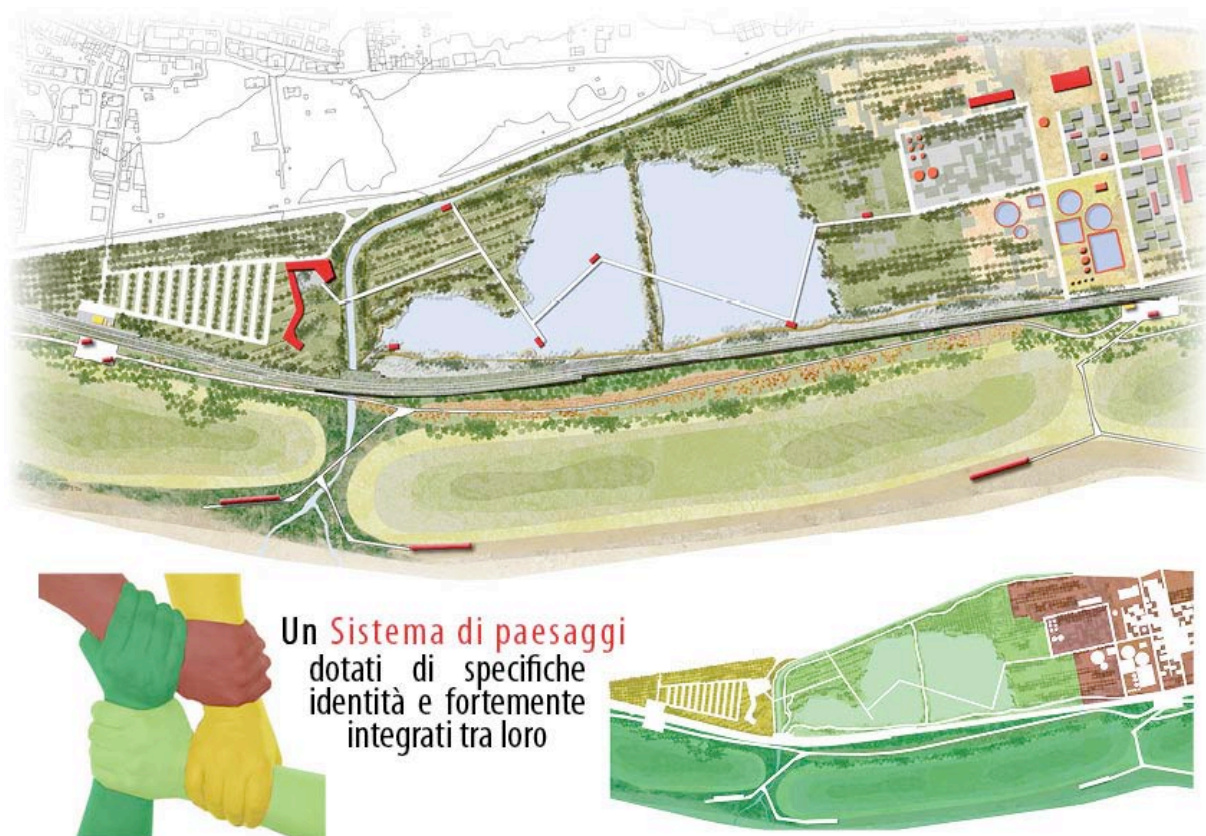 Un Sistema di paesaggi
dotati di specifiche
identità e fortemente
integrati tra loro